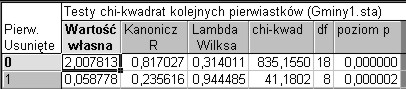 Testy chi-kwadrat kolejnych pierwiastków (Gminy1.sta)
Pierw. Usunięte Wartość własna Kanonicz R Lambda Wilksa chi-kwad df poziom p
0 2,007813 0,817027 0,314011 835,1550 18 0,000000
1 0,058778 0,235616 0,944485 41,1802 8 0,000002